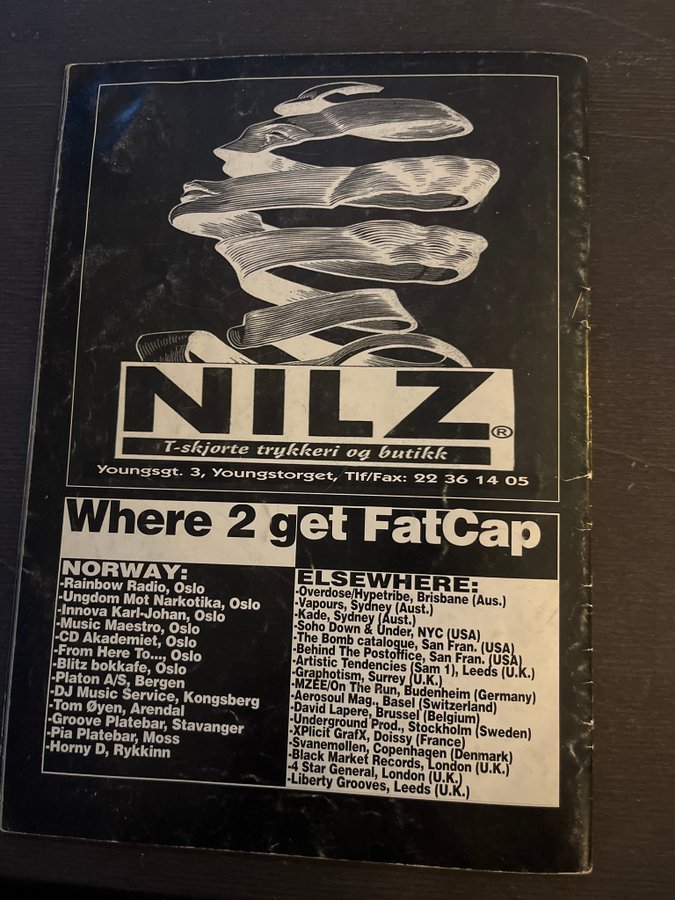 NILZ®
T-skjorte trykkeri og butikk
Youngsgt. 3, Youngstorget, Tlf/Fax: 22 36 14 05
Where 2 get FatCap
NORWAY:
-Rainbow Radio, Oslo
-Ungdom Mot Narkotika, Oslo
-Innova Karl-Johan, Oslo
-Music Maestro, Oslo
-CD Akademiet, Oslo
-From Here To..., Oslo
-Blitz bokkafe, Oslo
-Platon A/S, Bergen
-DJ Music Service, Kongsberg
-Tom Øyen, Arendal
-Groove Platebar, Stavanger
-Pia Platebar, Moss
-Horny D, Rykkinn
ELSEWHERE:
-Overdose/Hypetribe, Brisbane (Aus.)
-Vapours, Sydney (Aust.)
-Kade, Sydney (Aust.)
-Soho Down & Under, NYC (USA)
-The Bomb catalogue, San Fran. (USA)
-Behind The Postoffice, San Fran. (USA)
-Artistic Tendencies (Sam 1), Leeds (U.K.)
-Graphotism, Surrey (U.K.)
-MZEE/On The Run, Budenheim (Germany)
-Aerosoul Mag., Basel (Switzerland)
-David Lapere, Brussel (Belgium)
-Underground Prod., Stockholm (Sweden)
-XPlicit GrafX, Doissy (France)
-Svanemøllen, Copenhagen (Denmark)
-Black Market Records, London (U.K.)
-4 Star General, London (U.K.)
-Liberty Grooves, Leeds (U.K.)